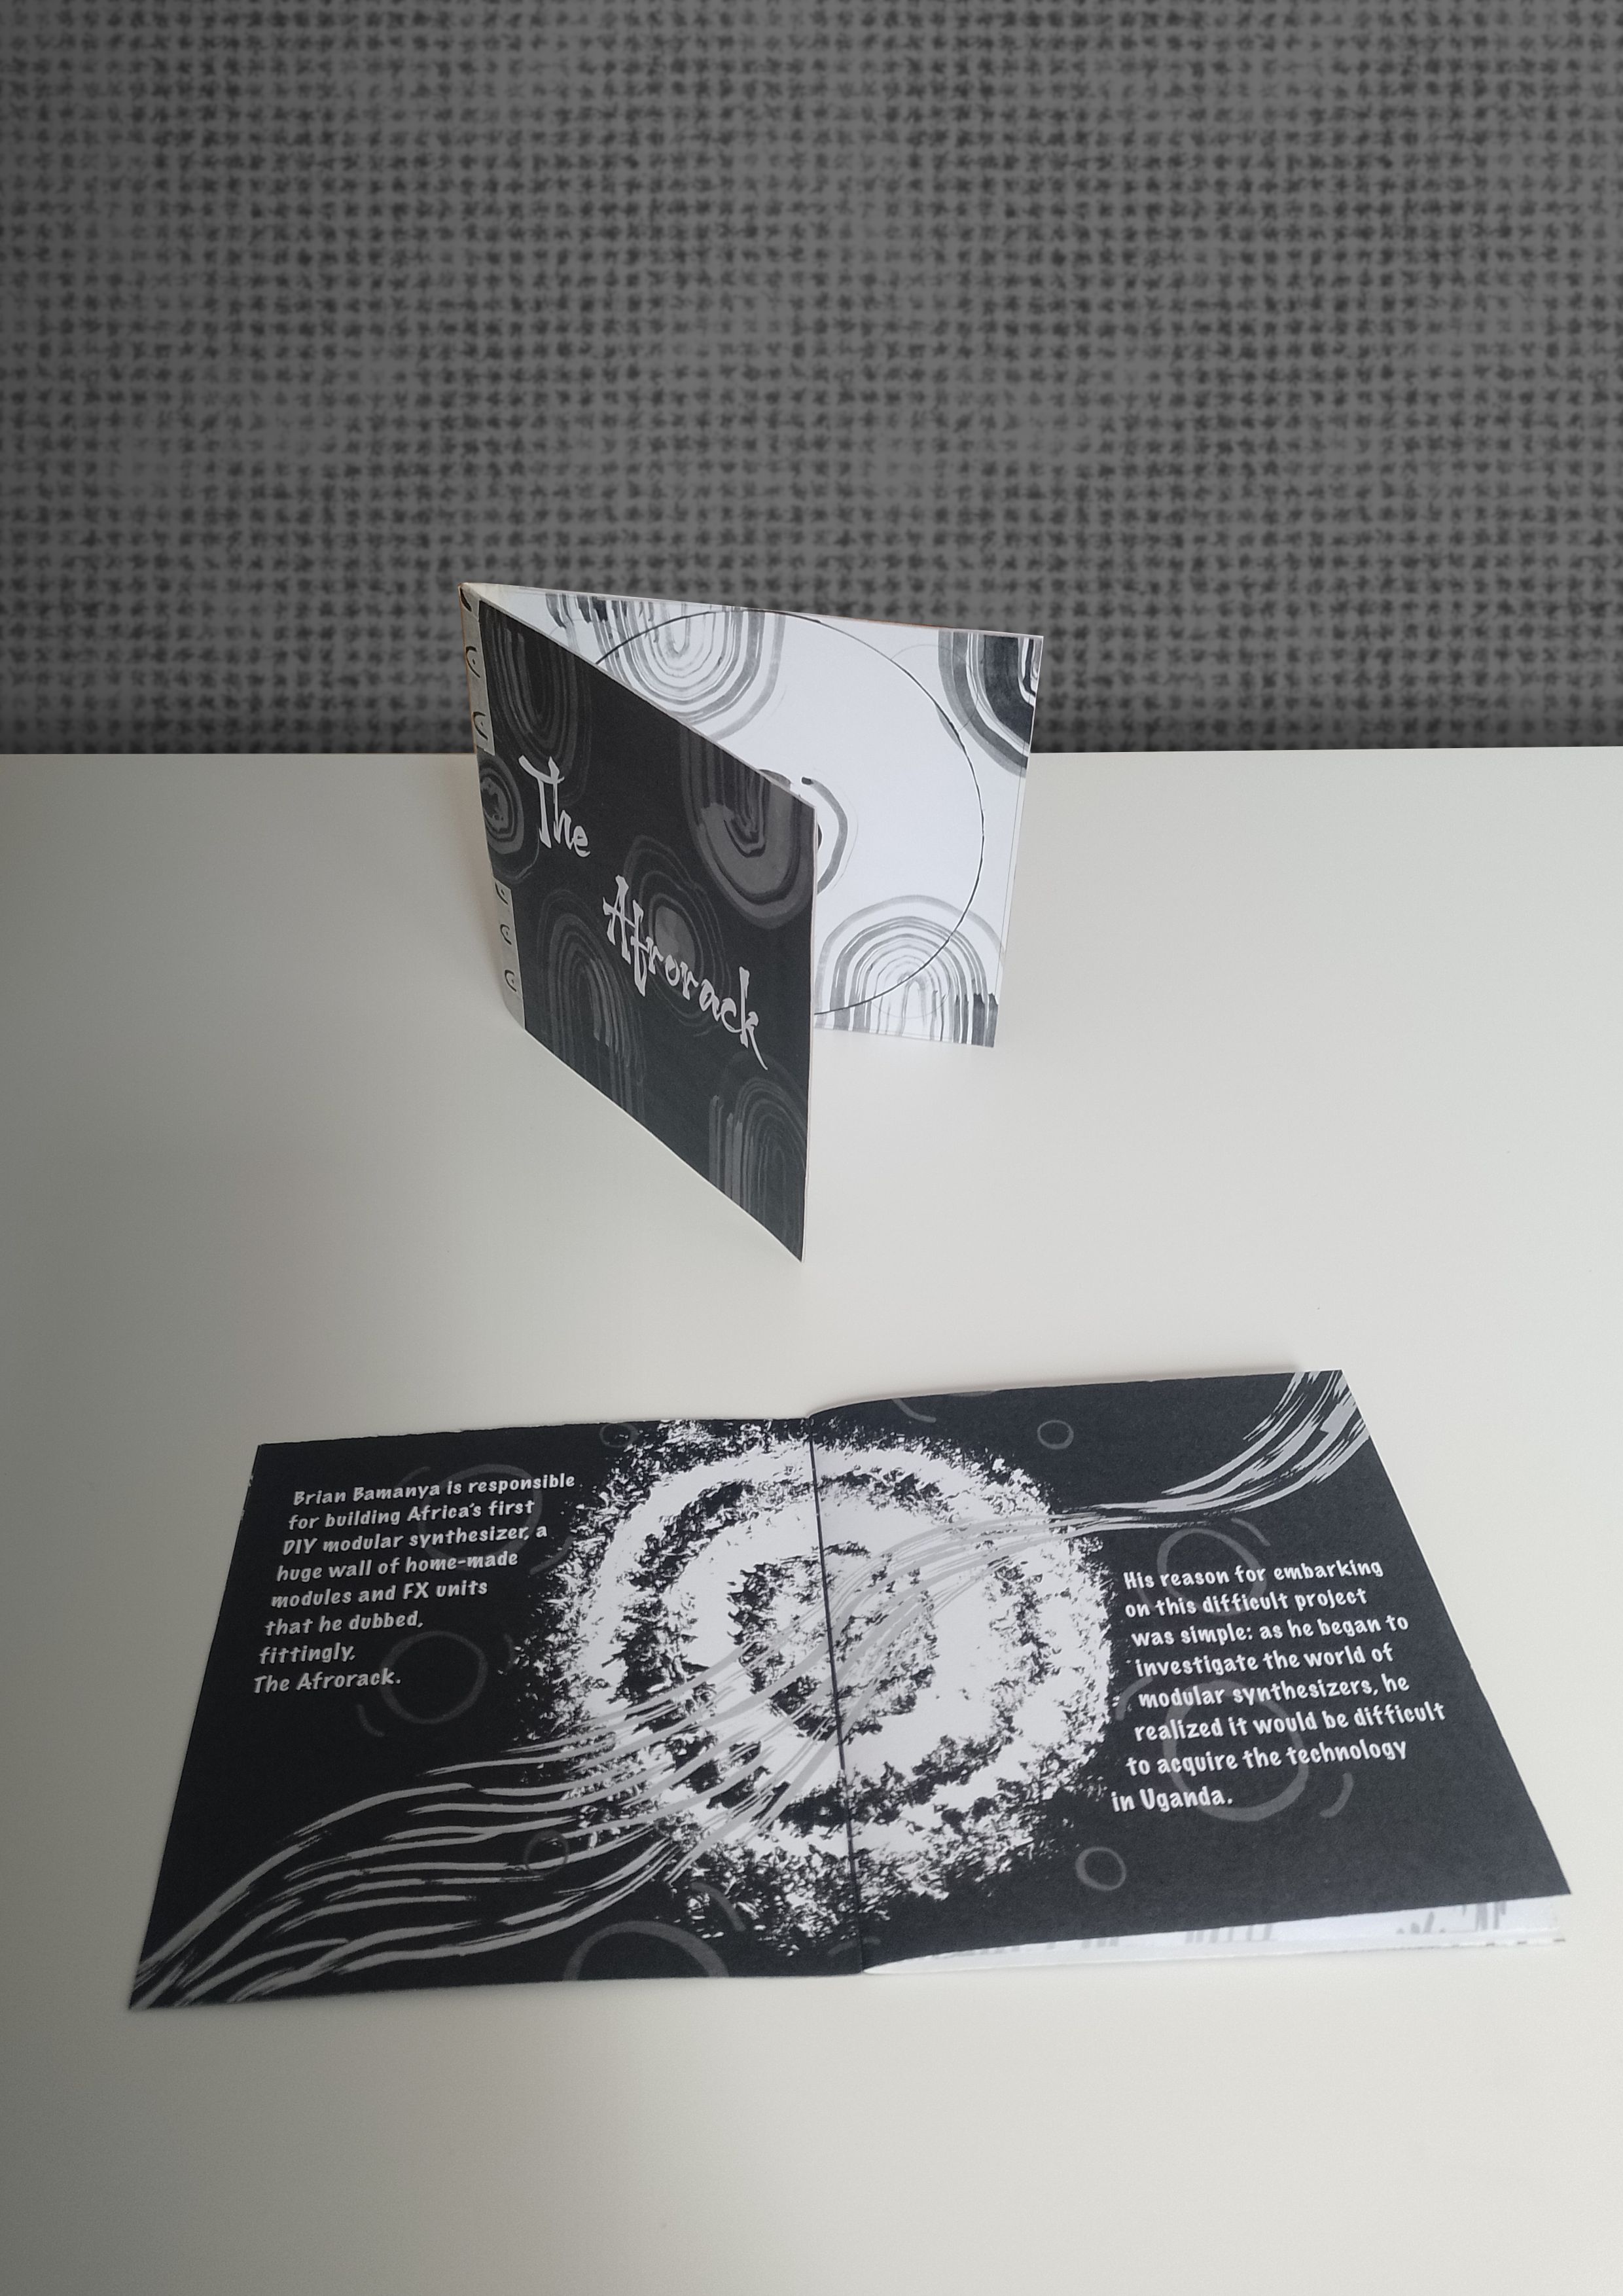 The
Afrorack
Brian Bamanya is responsible
for building Africa's first
DIY modular synthesizer, a
huge wall of home-made
modules and FX units
that he dubbed,
fittingly,
The Afrorack.
His reason for embarking
on this difficult project
was simple: as he began to
investigate the world of
modular synthesizers, he
realized it would be difficult
to acquire the technology
in Uganda.